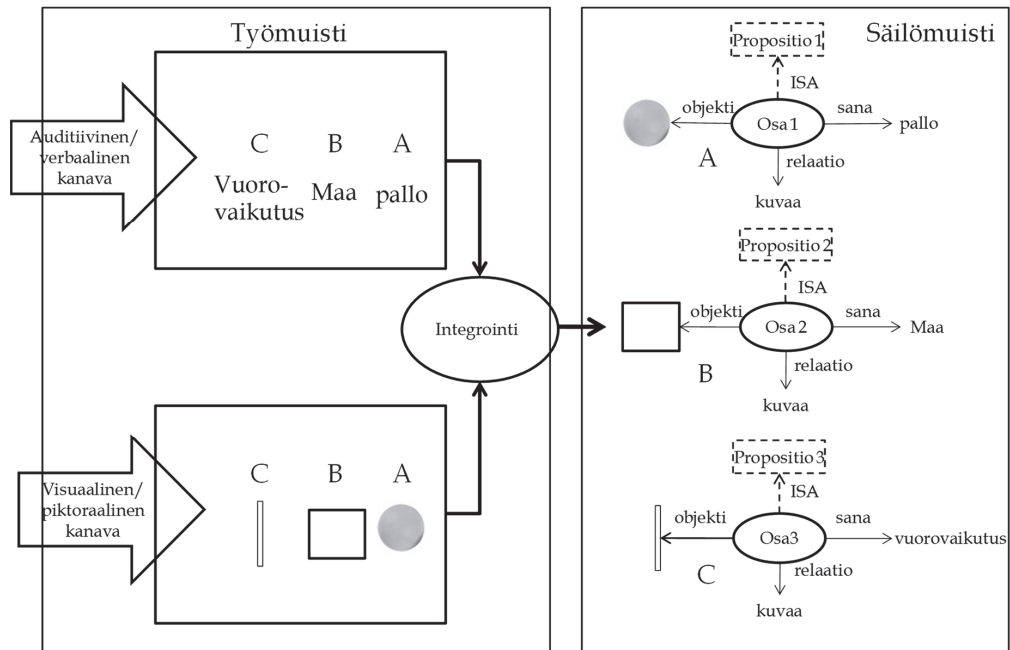 Työmuisti
Auditiivinen/
verbaalinen
kanava
C B A
Vuoro-
vaikutus
Maa
pallo
Integrointi
Visuaalinen/
piktoraalinen
kanava
C B A
Säilömuisti
Propositio 1
ISA
objekti
Osa 1
sana
pallo
A
relaatio
kuvaa
Propositio 2
ISA
objekti
Osa 2
sana
Maa
B
relaatio
kuvaa
Propositio 3
ISA
objekti
Osa3
sana
vuorovaikutus
C
relaatio
kuvaa